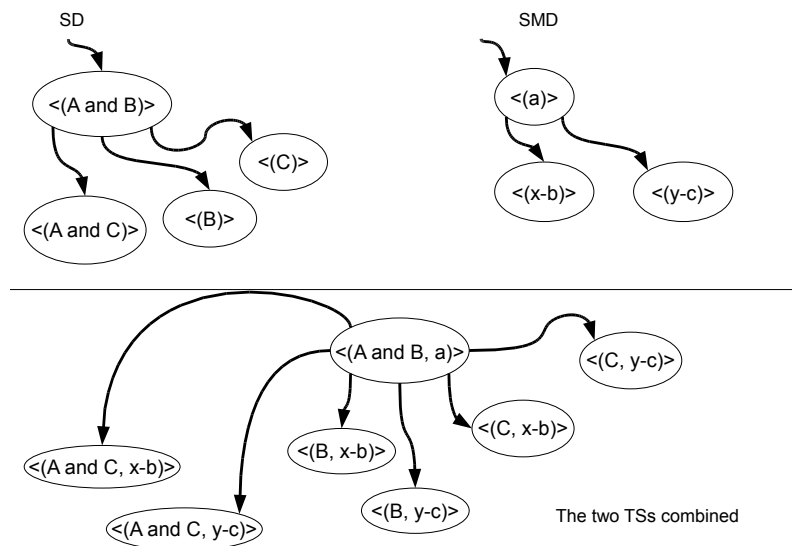 SD
SMD
<(A and B)>
<(a)>
<(C)>
<(x-b)>
<(y-c)>
<(B)>
<(A and C)>
<(A and B, a)>
<(C, y-c)>
<(C, x-b)>
<(B, x-b)>
<(A and C, x-b)>
<(B, y-c)>
The two TSs combined
<(A and C, y-c)>